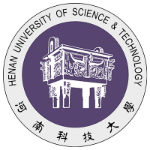 HENAN UNIVERSITY OF SCIENCE & TECHNOLOGY
河南科技大學